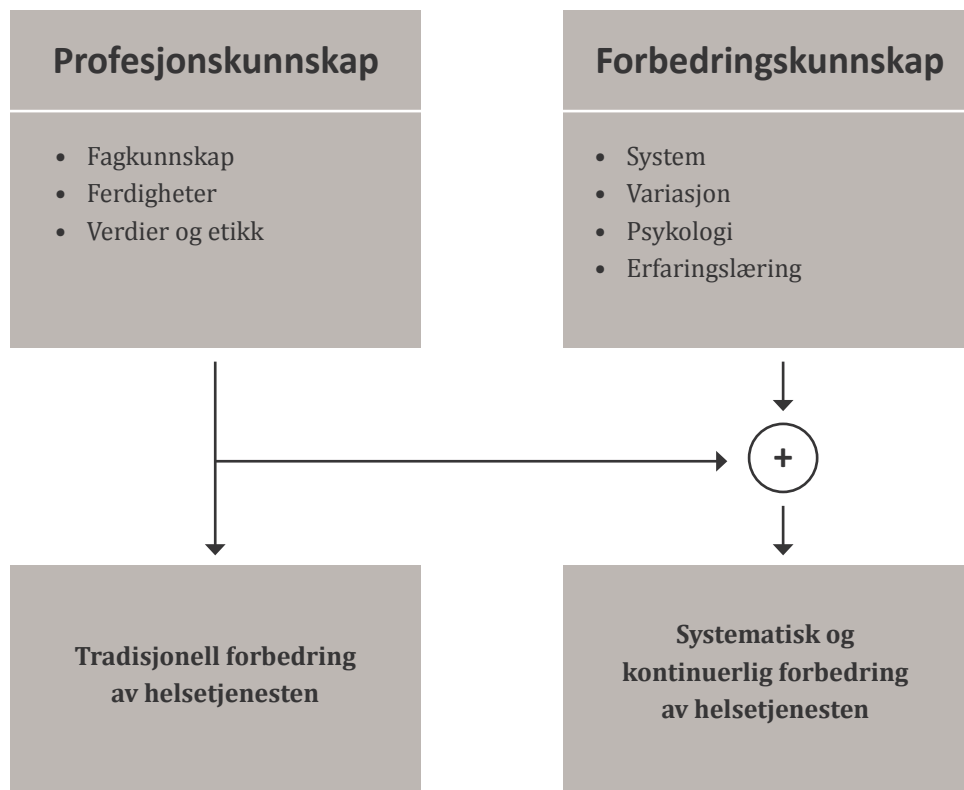 Profesjonskunnskap
• Fagkunnskap
• Ferdigheter
• Verdier og etikk
Forbedringskunnskap
• System
• Variasjon
• Psykologi
• Erfaringslæring
+
Tradisjonell forbedring
av helsetjenesten
Systematisk og
kontinuerlig forbedring
av helsetjenesten